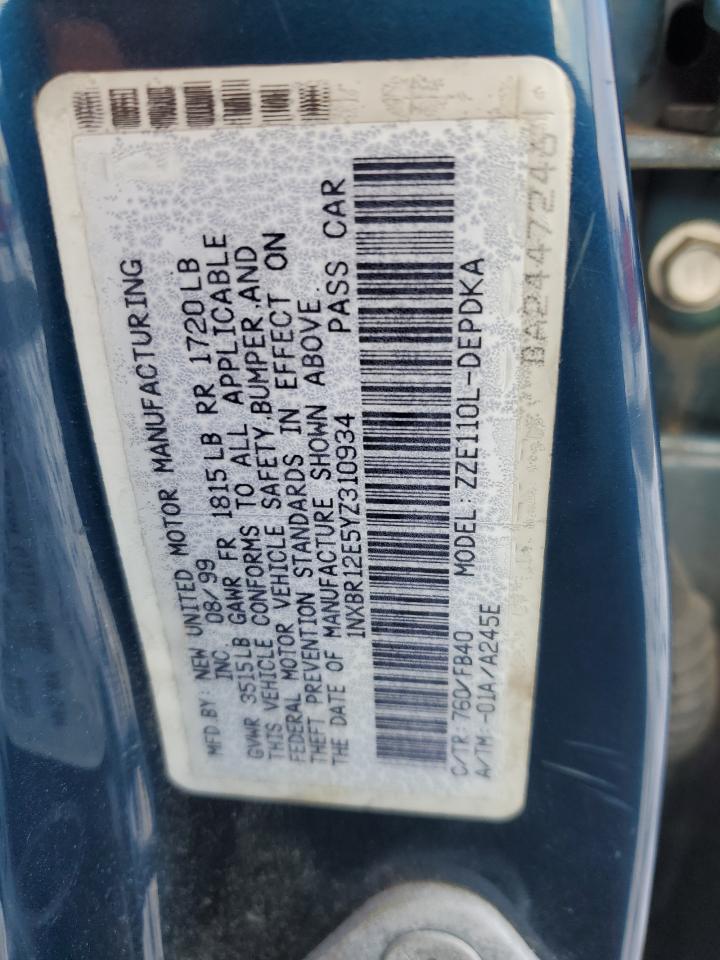 MFD BY: NEW UNITED MOTOR MANUFACTURING
INC. 08/99
GVWR 3515LB GAWR FR 1815LB RR 1720LB
THIS VEHICLE CONFORMS TO ALL APPLICABLE
FEDERAL MOTOR VEHICLE SAFETY, BUMPER, AND
THEFT PREVENTION STANDARDS IN EFFECT ON
THE DATE OF MANUFACTURE SHOWN ABOVE.
1NXBR12E5YZ310934 PASS CAR
C/TR: 760/FB40 MODEL: ZZE110L-DEPDKA
A/TM: -01A/A245E
BA2447246